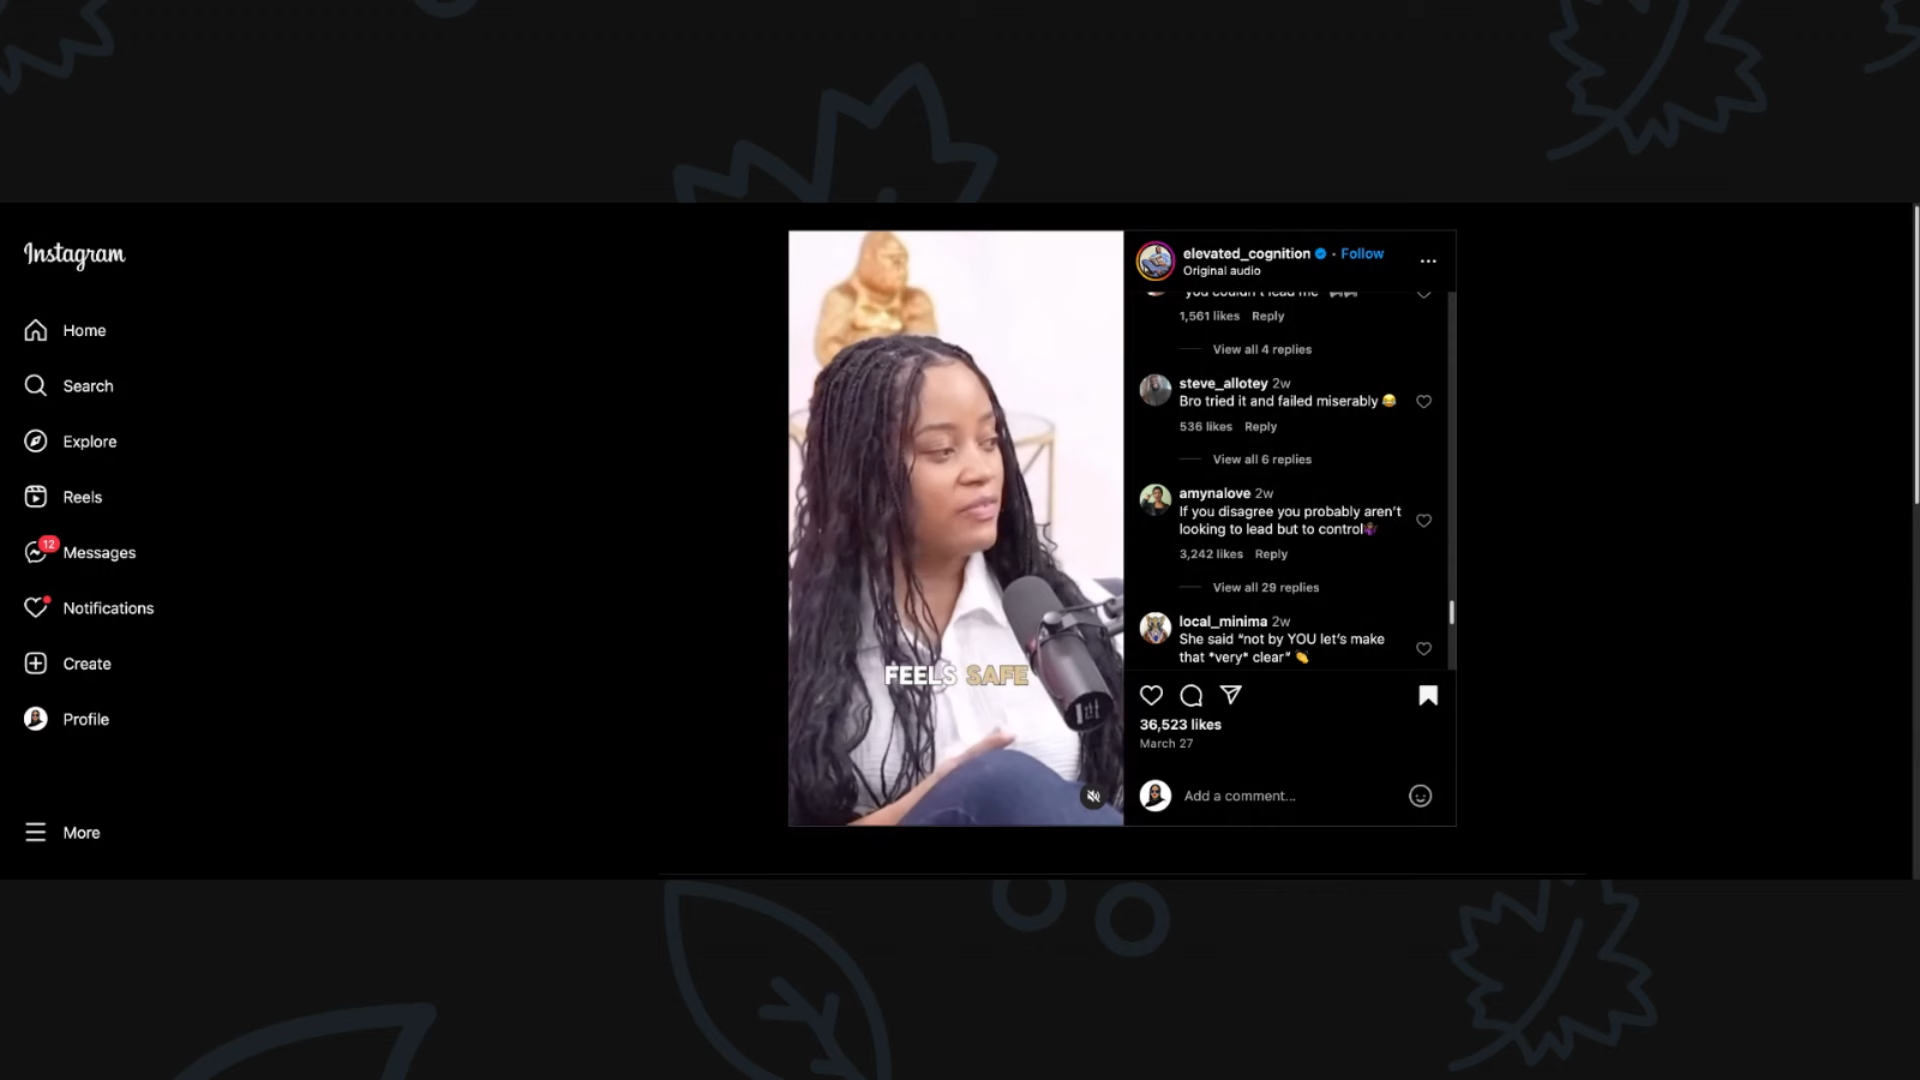 Instagram
Home
Search
Explore
Reels
12
Messages
Notifications
Create
Profile
More
FEELS SAFE
elevated_cognition • Follow
Original audio
"you couldn't lead me"
1,561 likes Reply
View all 4 replies
steve_allotey 2w
Bro tried it and failed miserably 😂
536 likes Reply
View all 6 replies
amynalove 2w
If you disagree you probably aren't
looking to lead but to control
3,242 likes Reply
View all 29 replies
local_minima 2w
She said "not by YOU let's make
that *very* clear" 👏
36,523 likes
March 27
Add a comment...